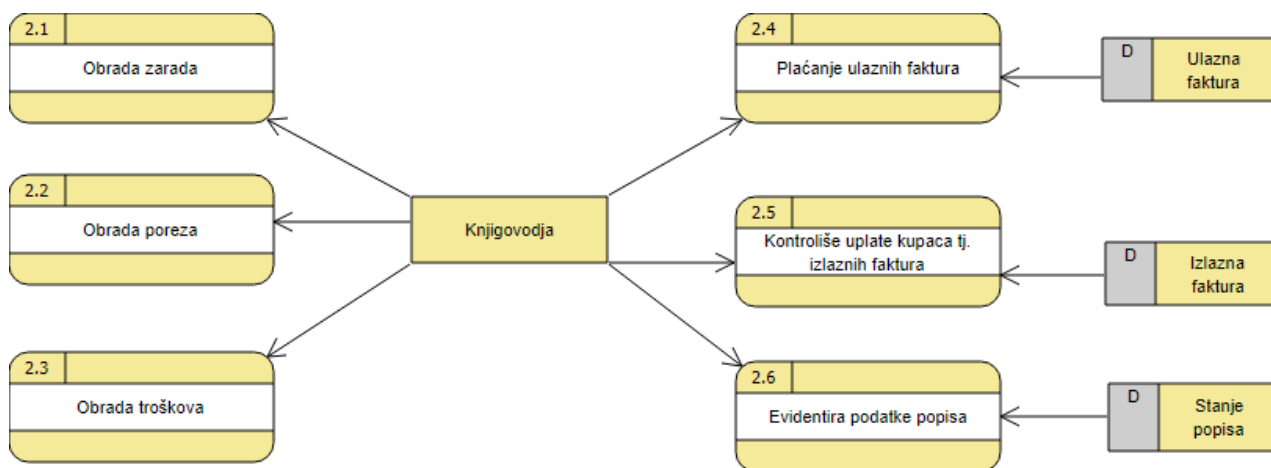 2.1
Obrada zarada
2.2
Obrada poreza
2.3
Obrada troškova
Knjigovodja
2.4
Plaćanje ulaznih faktura
2.5
Kontroliše uplate kupaca tj.
izlaznih faktura
2.6
Evidentira podatke popisa
D
Ulazna
faktura
D
Izlazna
faktura
D
Stanje
popisa